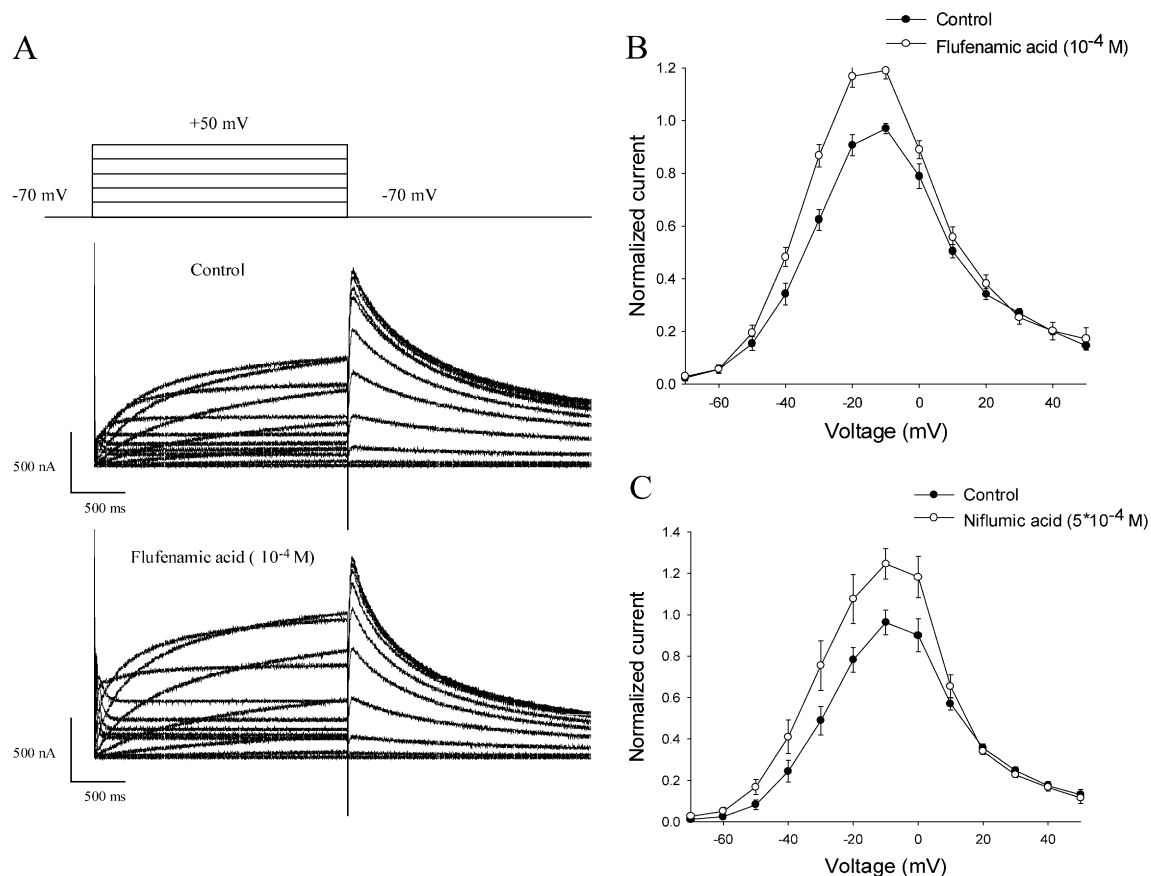 A
+50 mV
-70 mV
-70 mV
Control
500 nA
500 ms
Flufenamic acid ( 10-4 M)
500 nA
500 ms
B
Control
Flufenamic acid (10-4 M)
Normalized current
1.2
1.0
0.8
0.6
0.4
0.2
0.0
-60
-40
-20
0
20
40
Voltage (mV)
C
Control
Niflumic acid (5*10-4 M)
Normalized current
1.4
1.2
1.0
0.8
0.6
0.4
0.2
0.0
-60
-40
-20
0
20
40
Voltage (mV)